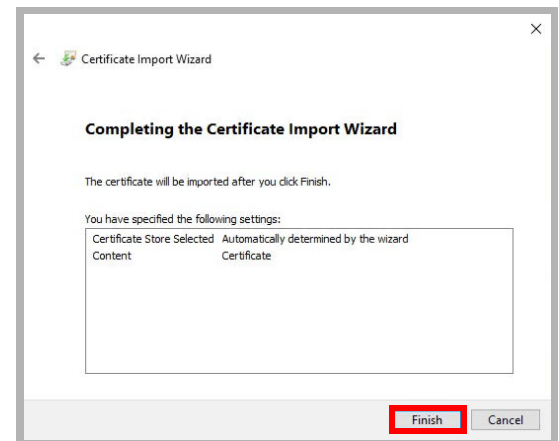 Certificate Import Wizard
Completing the Certificate Import Wizard
The certificate will be imported after you click Finish.
You have specified the following settings:
Certificate Store Selected Automatically determined by the wizard
Content Certificate
Finish Cancel